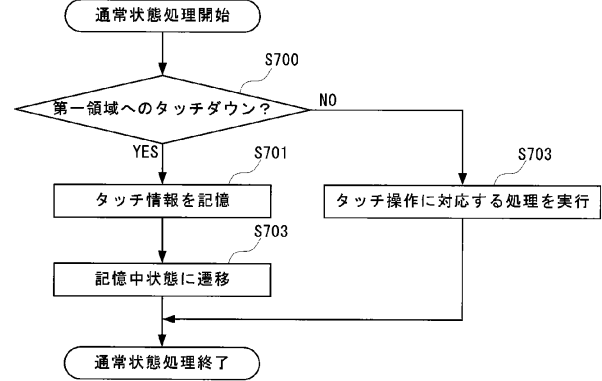 通常状態処理開始
S700
第一領域へのタッチダウン?
NO
YES
S701
タッチ情報を記憶
S703
タッチ操作に対応する処理を実行
S703
記憶中状態に遷移
通常状態処理終了